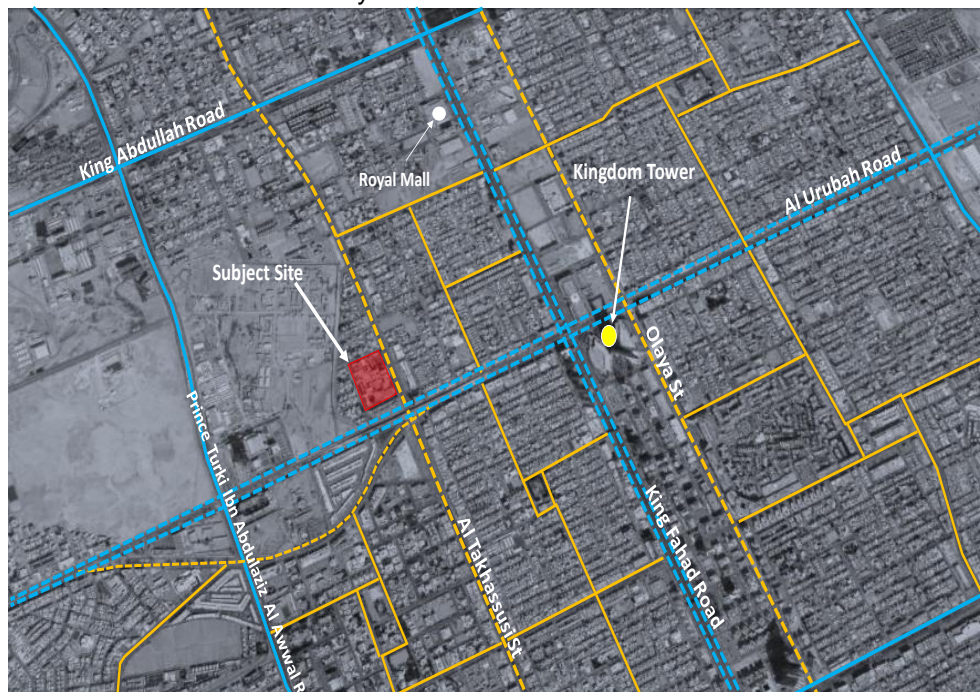 King Abdullah Road
Royal Mall
Kingdom Tower
Al Urubah Road
Subject Site
Olaya St
Prince Turki Ibn Abdulaziz Al Awwal R
Al Takhassusi St
King Fahad Road